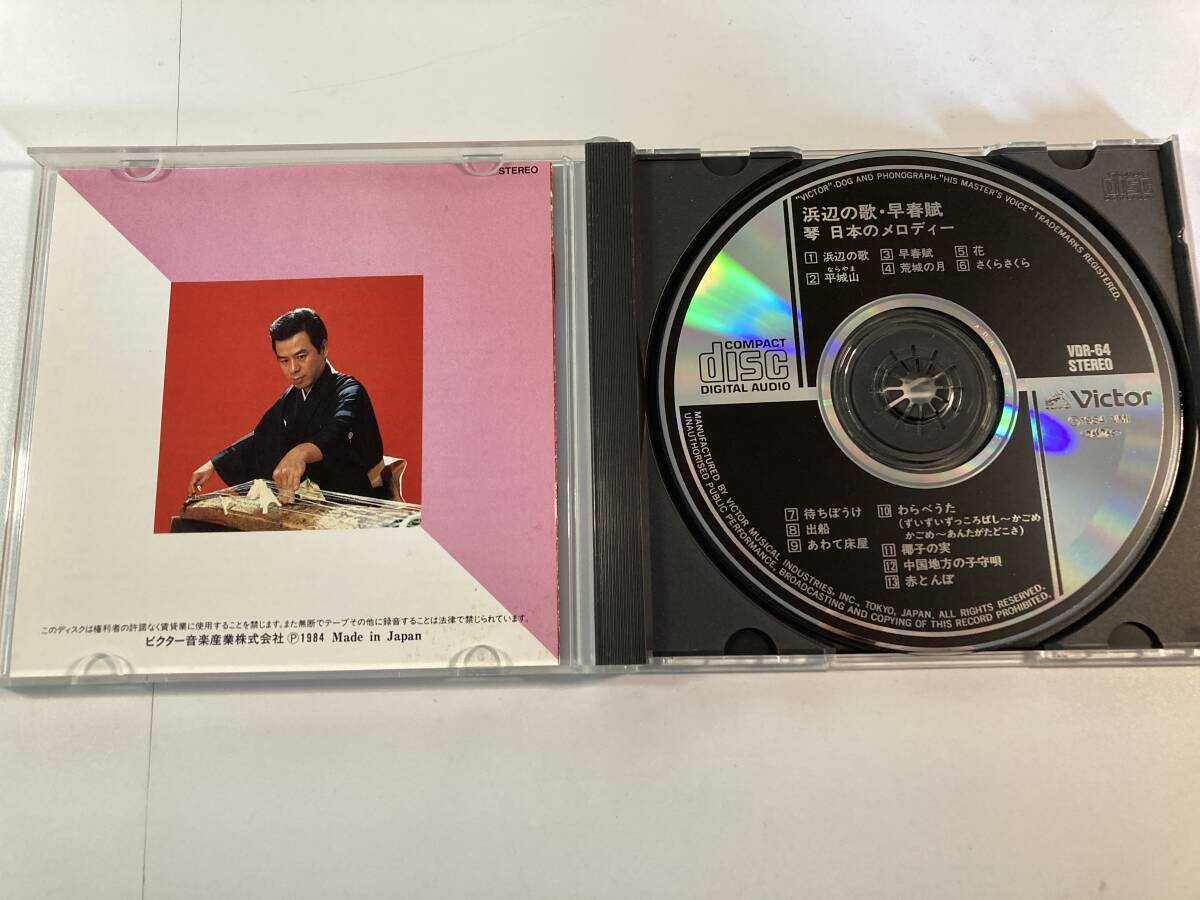 STEREO
このディスクは権利者の許諾なく賃貸業に使用することを禁じます。また無断でテープその他に録音することは法律で禁じられています。
ビクター音楽産業株式会社 Ⓟ1984 Made in Japan
"VICTOR"-DOG AND PHONOGRAPH-"HIS MASTER'S VOICE" TRADEMARKS REGISTERED.
浜辺の歌・早春賦
琴 日本のメロディー
1 浜辺の歌 3 早春賦 5 花
ならやま
2 平城山 4 荒城の月 6 さくらさくら
COMPACT
disc
DIGITAL AUDIO
VDR-64
STEREO
Victor
7 待ちぼうけ
8 出船
9 あわて床屋
10 わらべうた
(ずいずいずっころばし〜かごめ
かごめ〜あんたがたどこさ)
11 椰子の実
12 中国地方の子守唄
13 赤とんぼ
MANUFACTURED BY VICTOR MUSICAL INDUSTRIES, INC., TOKYO, JAPAN. ALL RIGHTS RESERVED.
UNAUTHORISED PUBLIC PERFORMANCE, BROADCASTING AND COPYING OF THIS RECORD PROHIBITED.
disc